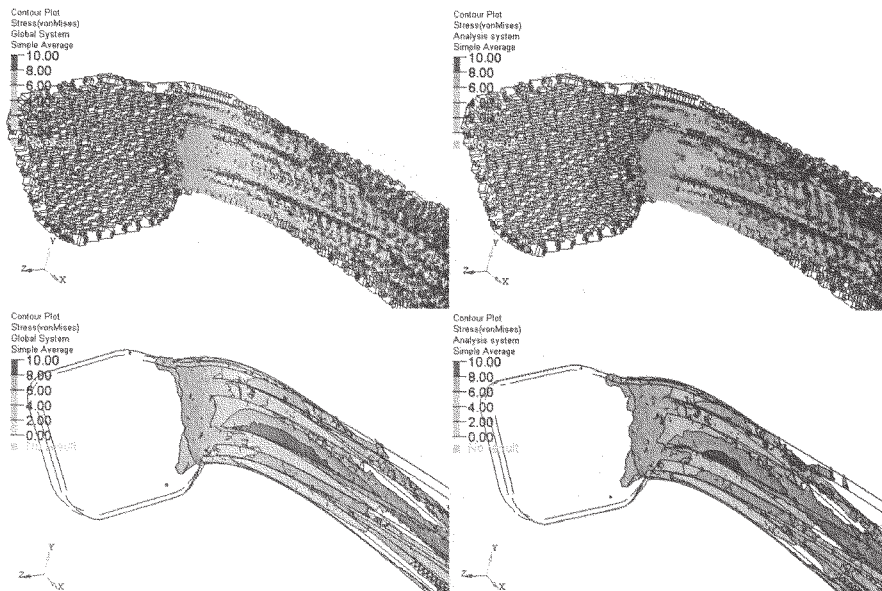 Contour Plot
Stress(vonMises)
Global System
Simple Average
10.00
8.00
6.00
Y
Z
X
Contour Plot
Stress(vonMises)
Analysis system
Simple Average
10.00
8.00
6.00
Y
Z
X
Contour Plot
Stress(vonMises)
Global System
Simple Average
10.00
8.00
6.00
4.00
2.00
0.00
No result
Y
Z
X
Contour Plot
Stress(vonMises)
Analysis system
Simple Average
10.00
8.00
6.00
4.00
2.00
0.00
No result
Y
Z
X